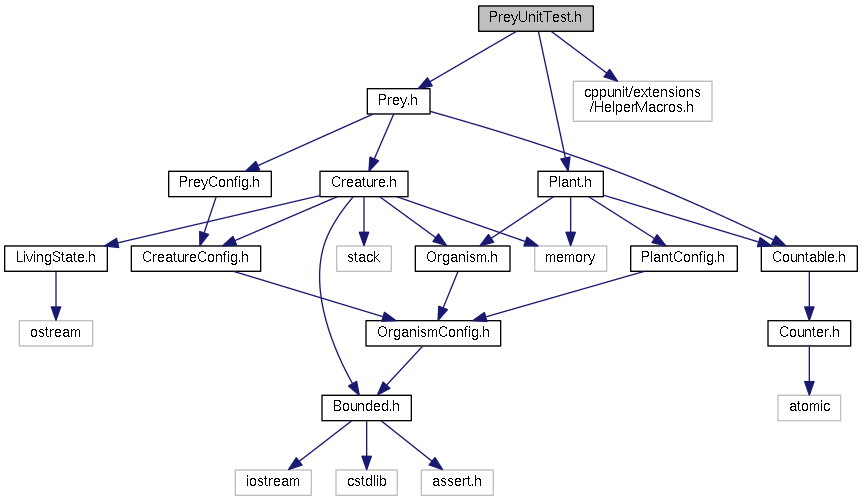 PreyUnitTest.h
Prey.h
cppunit/extensions
/HelperMacros.h
PreyConfig.h
Creature.h
Plant.h
LivingState.h
CreatureConfig.h
stack
Organism.h
memory
PlantConfig.h
Countable.h
ostream
OrganismConfig.h
Counter.h
Bounded.h
atomic
iostream
cstdlib
assert.h